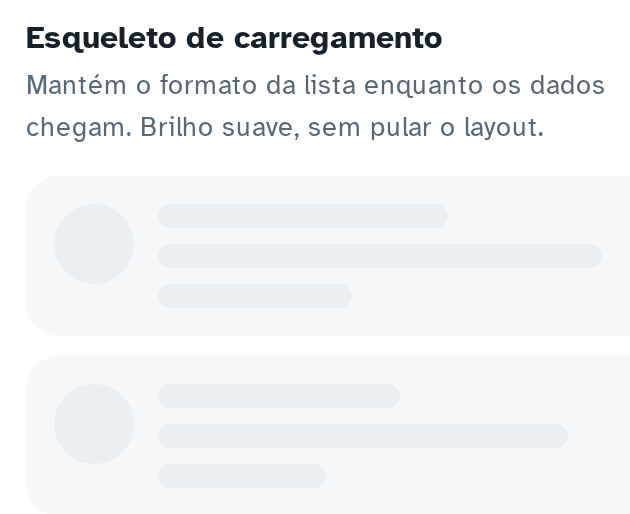 Esqueleto de carregamento
Mantém o formato da lista enquanto os dados
chegam. Brilho suave, sem pular o layout.